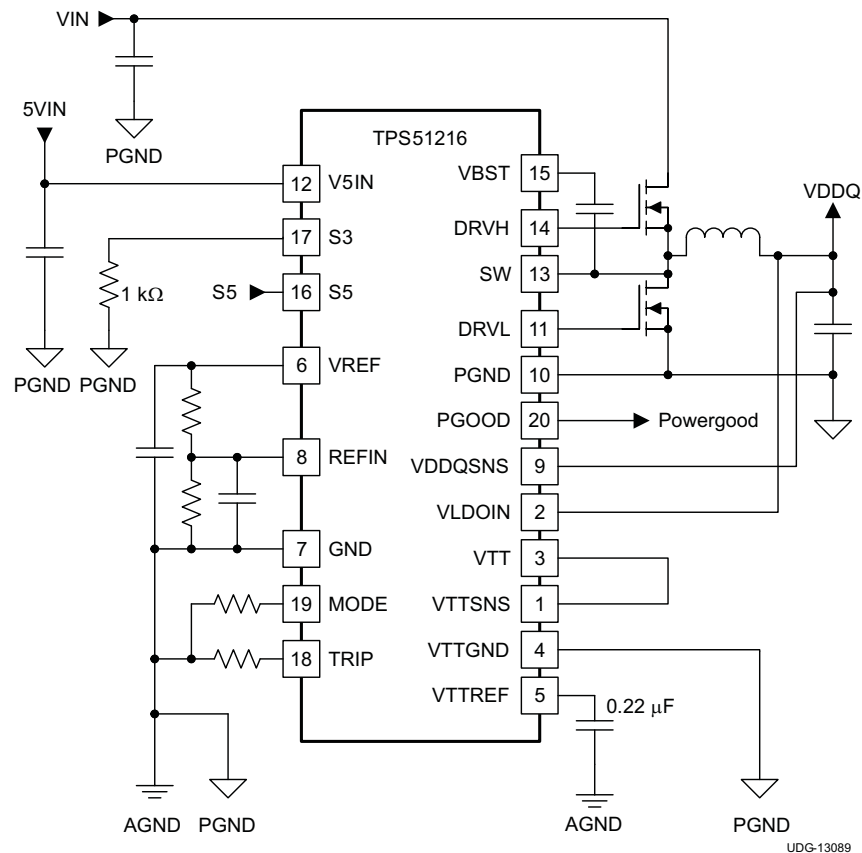 VIN
5VIN
PGND
TPS51216
12 V5IN
17 S3
1 kΩ
S5
16 S5
PGND PGND
6 VREF
8 REFIN
7 GND
19 MODE
18 TRIP
AGND PGND
VBST 15
DRVH 14
SW 13
DRVL 11
PGND 10
PGOOD 20
Powergood
VDDQSNS 9
VLDOIN 2
VTT 3
VTTSNS 1
VTTGND 4
VTTREF 5
0.22 μF
VDDQ
AGND
PGND
UDG-13089